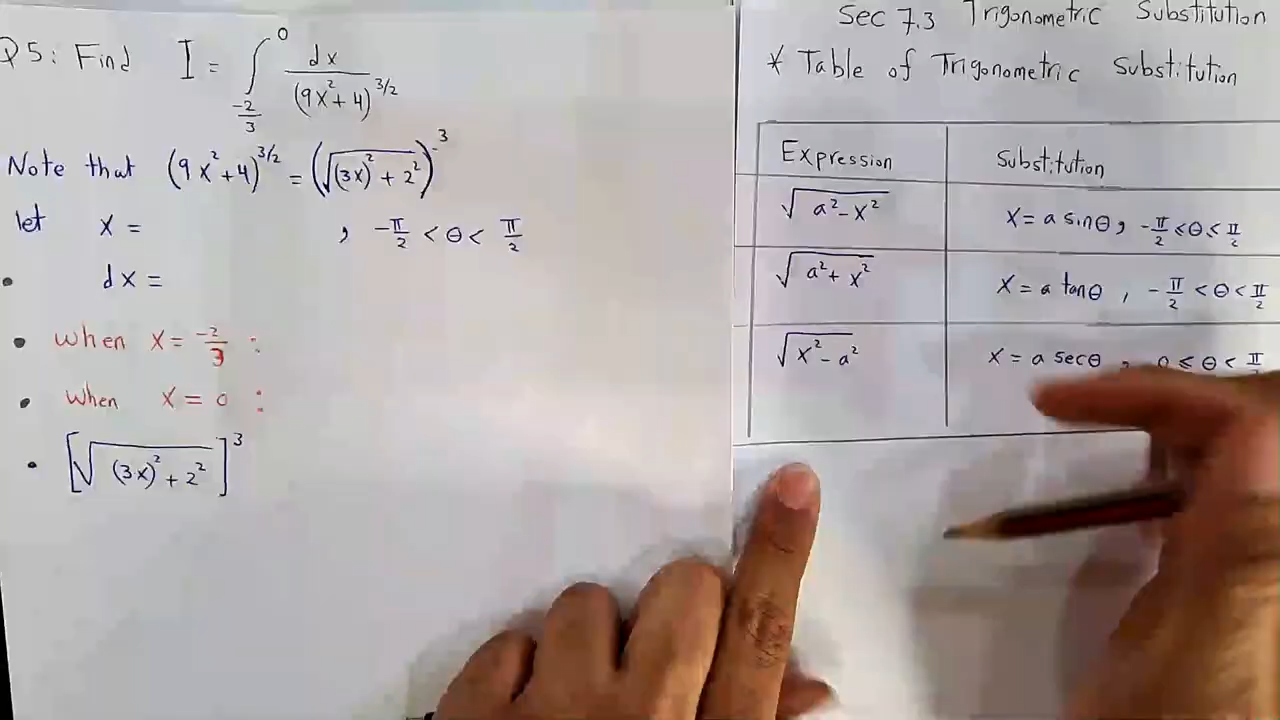 Q5: Find I = ∫_{-2/3}^{0} dx / (9x²+4)^{3/2}
Note that (9x²+4)^{3/2} = (√((3x)²+2²))^3
let x = , -π/2 < θ < π/2
• dx =
• when x = -2/3 :
• when x = 0 :
• [√((3x)²+2²)]^3
Sec 7.3 Trigonometric Substitution
* Table of Trigonometric Substitution
Expression Substitution
√(a²-x²) x = a sinθ, -π/2 ≤ θ ≤ π/2
√(a²+x²) x = a tanθ , -π/2 < θ < π/2
√(x²-a²) x = a secθ , 0 ≤ θ < π